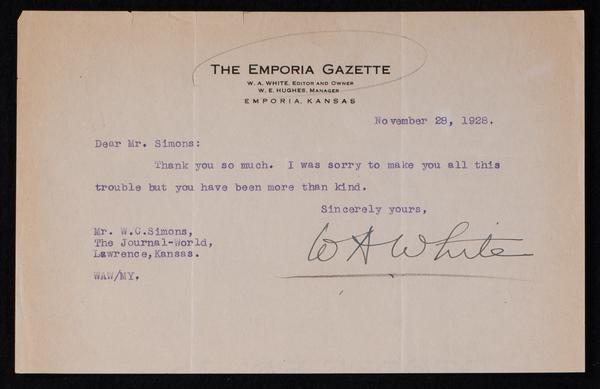 THE EMPORIA GAZETTE
W. A. WHITE, EDITOR AND OWNER
W. E. HUGHES, MANAGER
EMPORIA, KANSAS
November 28, 1928.
Dear Mr. Simons:
Thank you so much. I was sorry to make you all this
trouble but you have been more than kind.
Sincerely yours,
Mr. W.C.Simons,
The Journal-World,
Lawrence,Kansas.
W A White
WAW/MY.